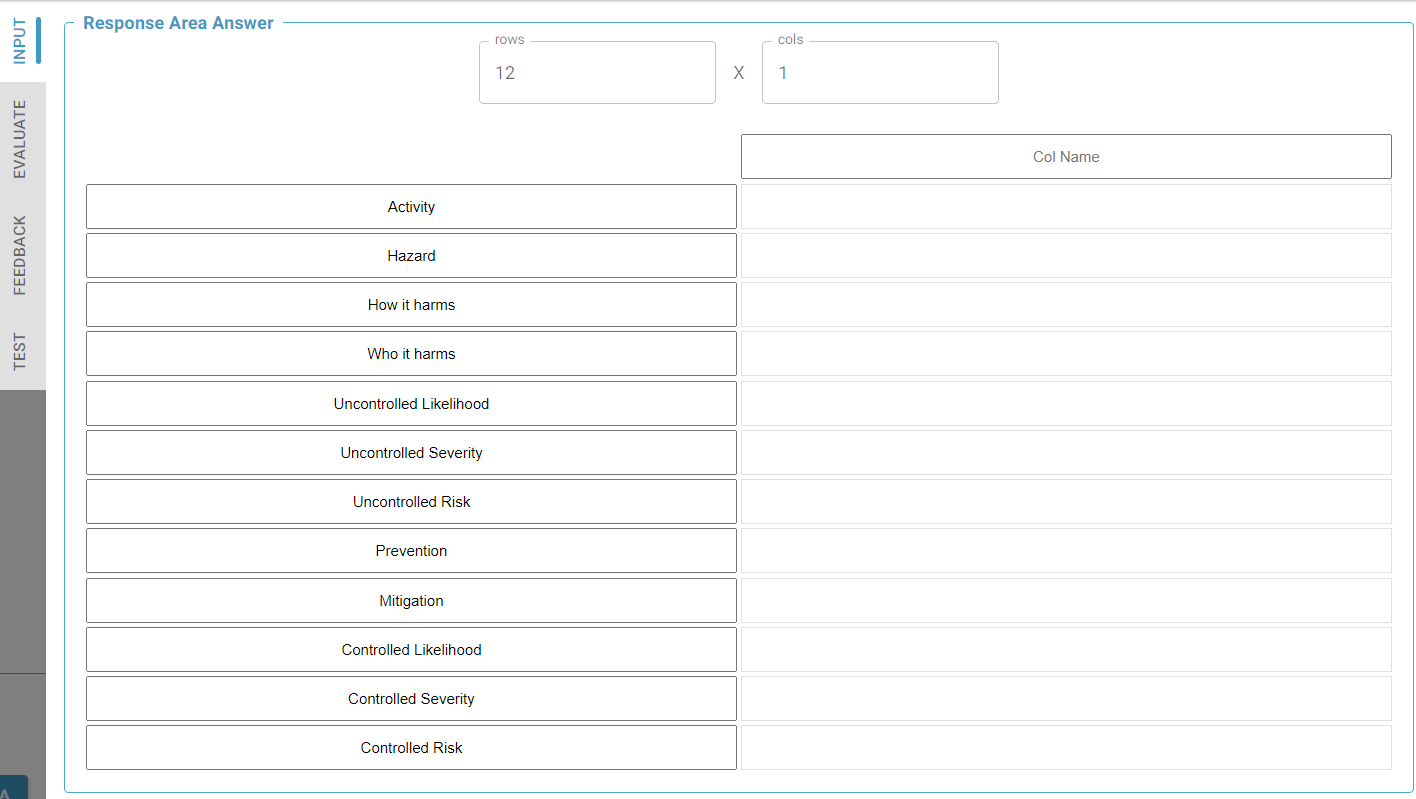 INPUT
EVALUATE
FEEDBACK
TEST
Response Area Answer
rows
12
X
cols
1
Col Name
Activity
Hazard
How it harms
Who it harms
Uncontrolled Likelihood
Uncontrolled Severity
Uncontrolled Risk
Prevention
Mitigation
Controlled Likelihood
Controlled Severity
Controlled Risk